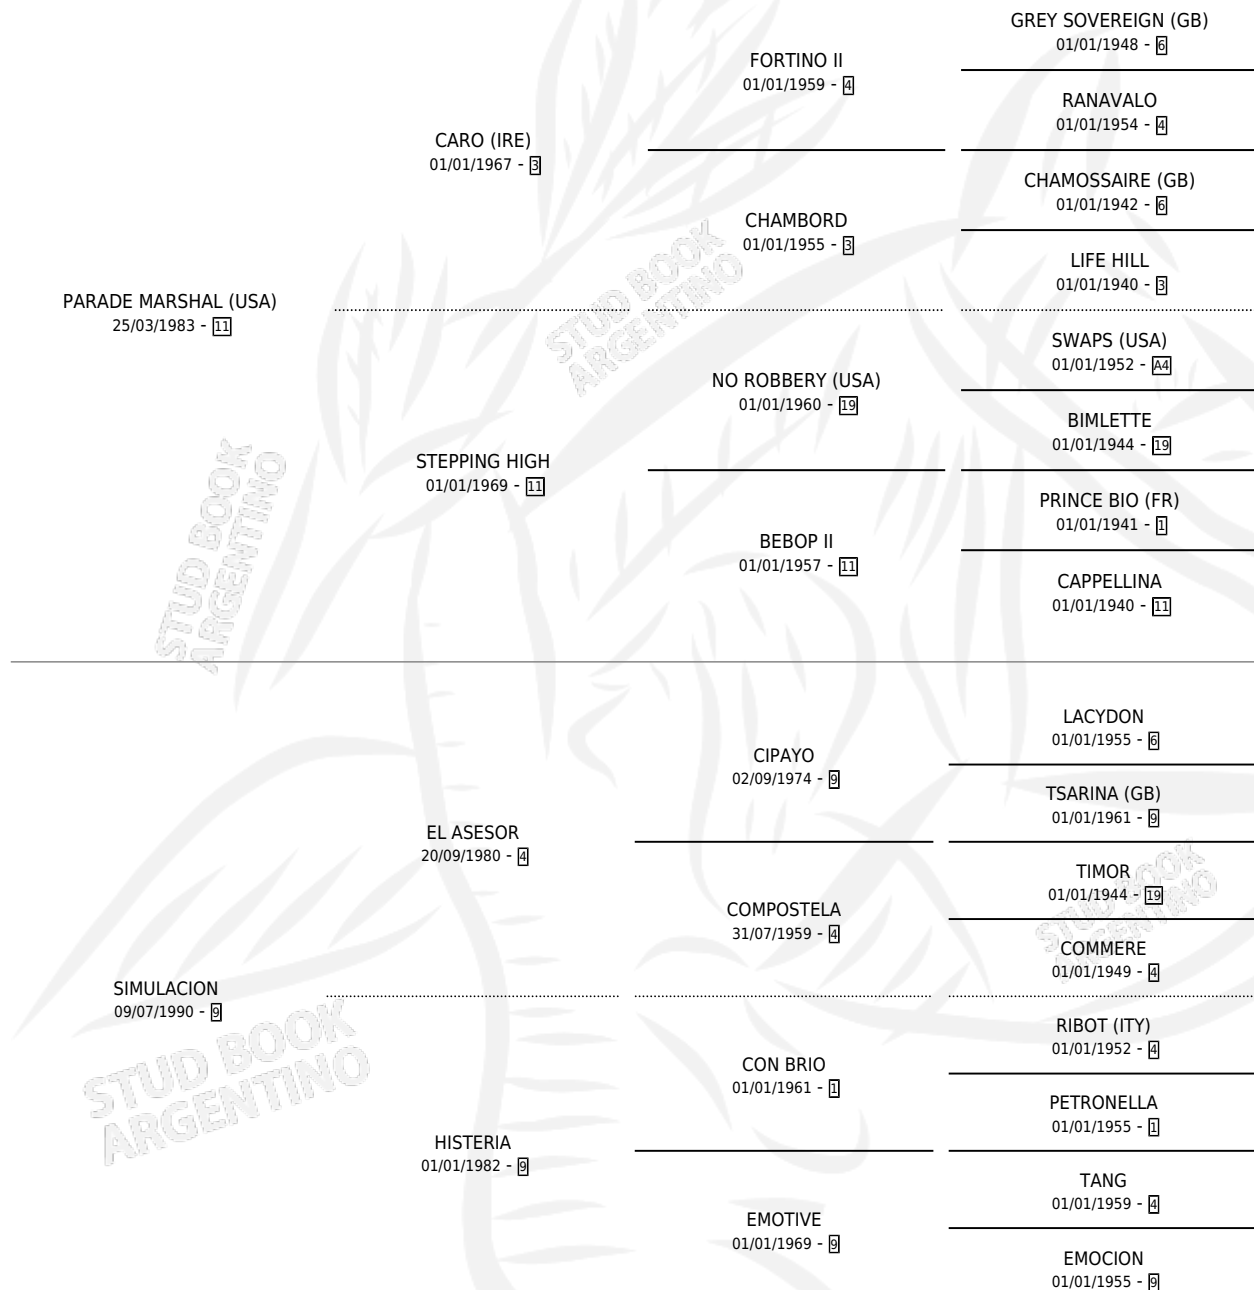 GREY SOVEREIGN (GB)
01/01/1948 - 6
FORTINO II
01/01/1959 - 4
RANAVALO
01/01/1954 - 4
CARO (IRE)
01/01/1967 - 3
CHAMOSSAIRE (GB)
01/01/1942 - 6
CHAMBORD
01/01/1955 - 3
LIFE HILL
01/01/1940 - 3
PARADE MARSHAL (USA)
25/03/1983 - 11
SWAPS (USA)
01/01/1952 - A4
NO ROBBERY (USA)
01/01/1960 - 19
BIMLETTE
01/01/1944 - 19
STEPPING HIGH
01/01/1969 - 11
PRINCE BIO (FR)
01/01/1941 - 1
BEBOP II
01/01/1957 - 11
CAPPELLINA
01/01/1940 - 11
LACYDON
01/01/1955 - 6
CIPAYO
02/09/1974 - 9
TSARINA (GB)
01/01/1961 - 9
EL ASESOR
20/09/1980 - 4
TIMOR
01/01/1944 - 19
COMPOSTELA
31/07/1959 - 4
COMMERE
01/01/1949 - 4
SIMULACION
09/07/1990 - 9
RIBOT (ITY)
01/01/1952 - 4
CON BRIO
01/01/1961 - 1
PETRONELLA
01/01/1955 - 1
HISTERIA
01/01/1982 - 9
TANG
01/01/1959 - 4
EMOTIVE
01/01/1969 - 9
EMOCION
01/01/1955 - 9
STUD BOOK
ARGENTINO
STUD BOOK
ARGENTINO
STUD BOOK
ARGENTINO
STUD BOOK
ARGENTINO